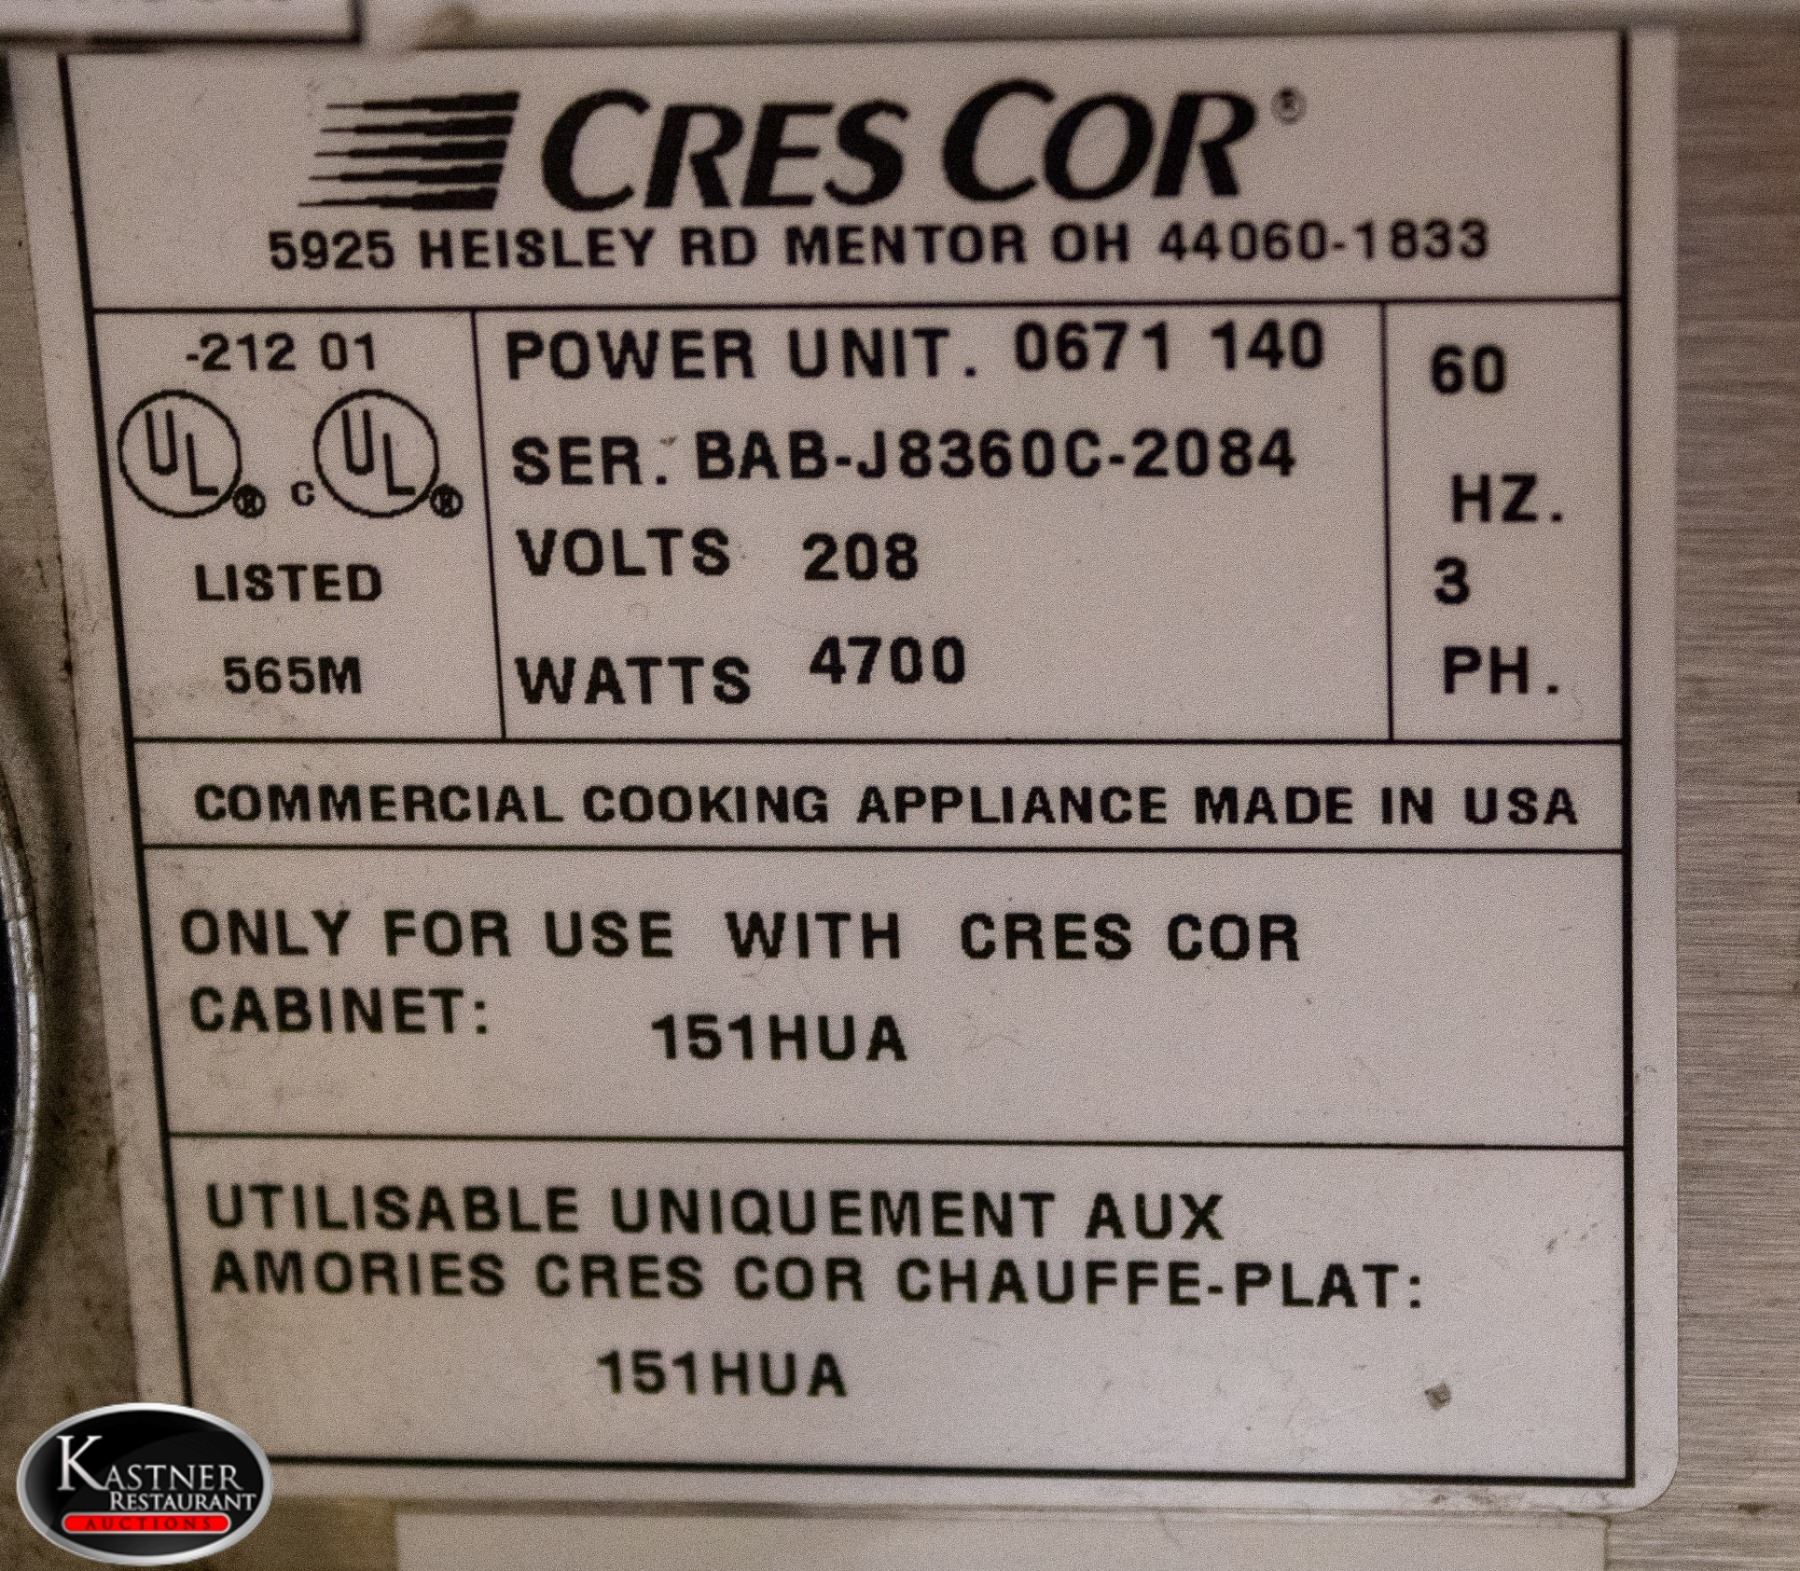 CRES COR®
5925 HEISLEY RD MENTOR OH 44060-1833
-212 01
UL® C UL®
LISTED
565M
POWER UNIT. 0671 140
SER. BAB-J8360C-2084
VOLTS 208
WATTS 4700
60
HZ.
3
PH.
COMMERCIAL COOKING APPLIANCE MADE IN USA
ONLY FOR USE WITH CRES COR
CABINET:
151HUA
UTILISABLE UNIQUEMENT AUX
AMORIES CRES COR CHAUFFE-PLAT:
151HUA
KASTNER
RESTAURANT
AUCTIONS